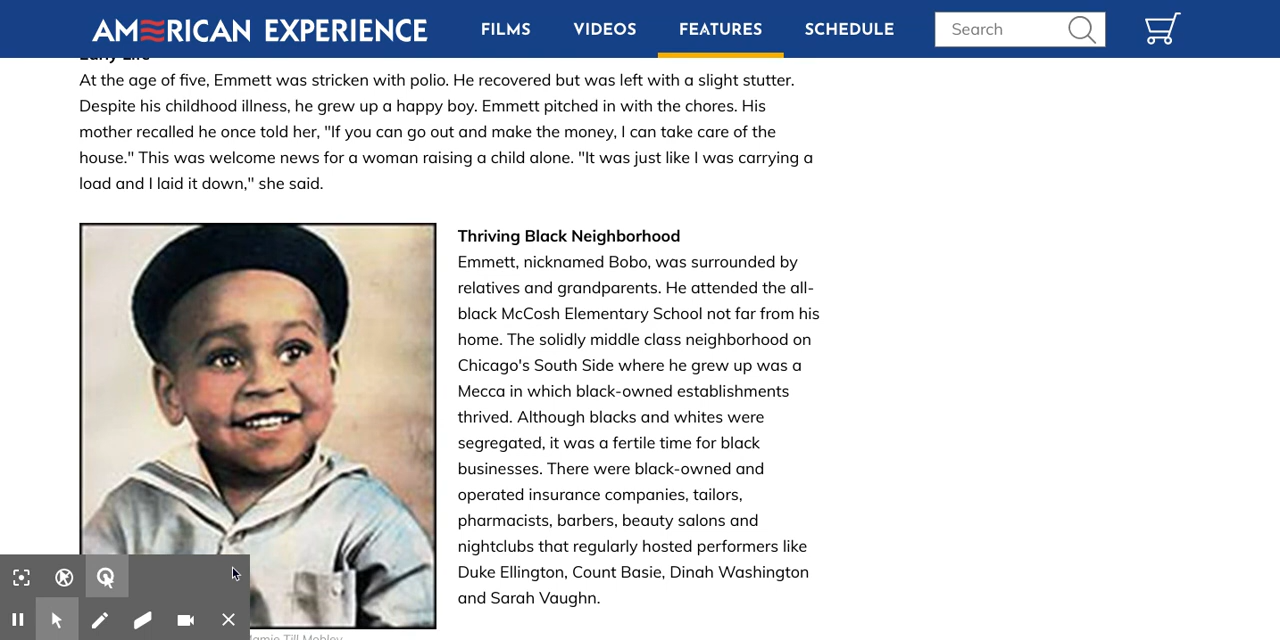 AMERICAN EXPERIENCE FILMS VIDEOS FEATURES SCHEDULE Search
Early Life
At the age of five, Emmett was stricken with polio. He recovered but was left with a slight stutter.
Despite his childhood illness, he grew up a happy boy. Emmett pitched in with the chores. His
mother recalled he once told her, "If you can go out and make the money, I can take care of the
house." This was welcome news for a woman raising a child alone. "It was just like I was carrying a
load and I laid it down," she said.
Thriving Black Neighborhood
Emmett, nicknamed Bobo, was surrounded by
relatives and grandparents. He attended the all-
black McCosh Elementary School not far from his
home. The solidly middle class neighborhood on
Chicago's South Side where he grew up was a
Mecca in which black-owned establishments
thrived. Although blacks and whites were
segregated, it was a fertile time for black
businesses. There were black-owned and
operated insurance companies, tailors,
pharmacists, barbers, beauty salons and
nightclubs that regularly hosted performers like
Duke Ellington, Count Basie, Dinah Washington
and Sarah Vaughn.
Mamie Till Mobley